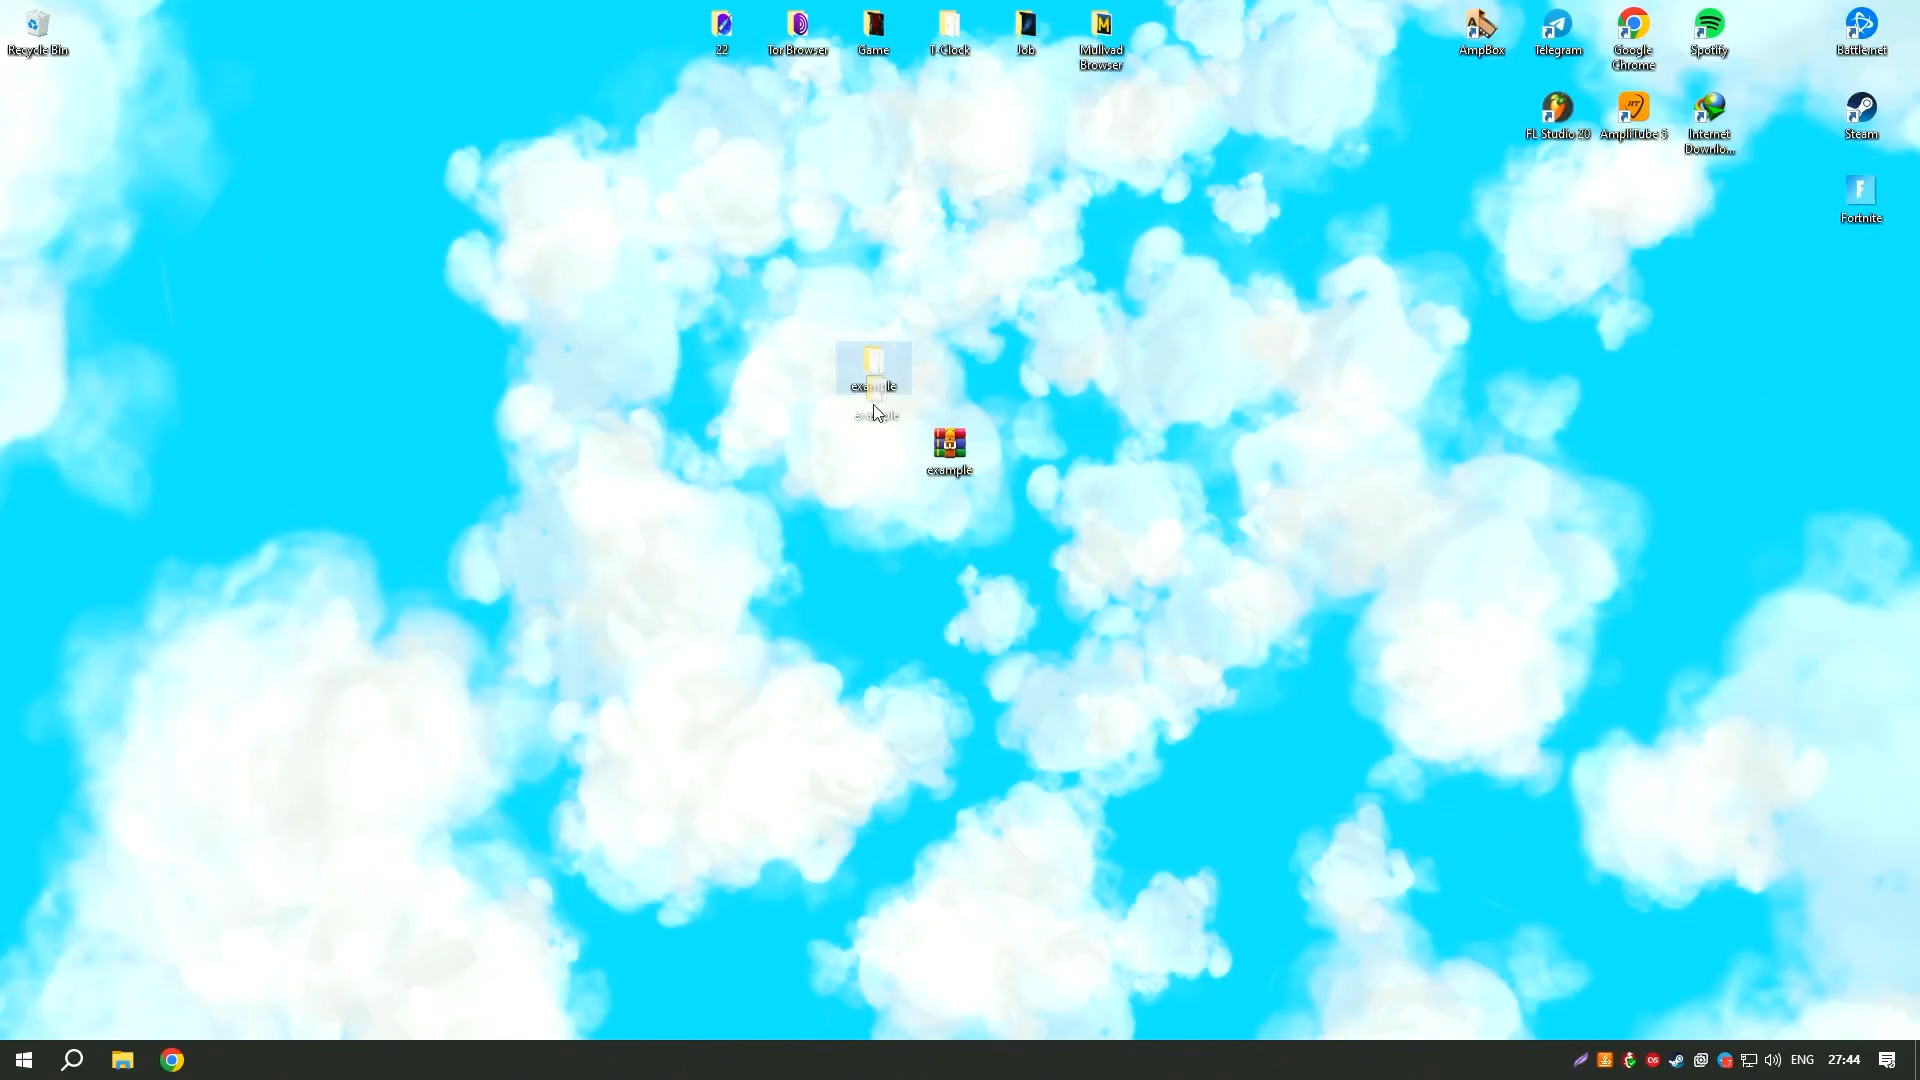 Recycle Bin
22
Tor Browser
Game
T-Clock
Job
Mullvad
Browser
AmpBox
Telegram
Google
Chrome
Spotify
Battle.net
FL Studio 20
AmpliTube 5
Internet
Downlo...
Steam
Fortnite
example
example
example
ENG
27:44